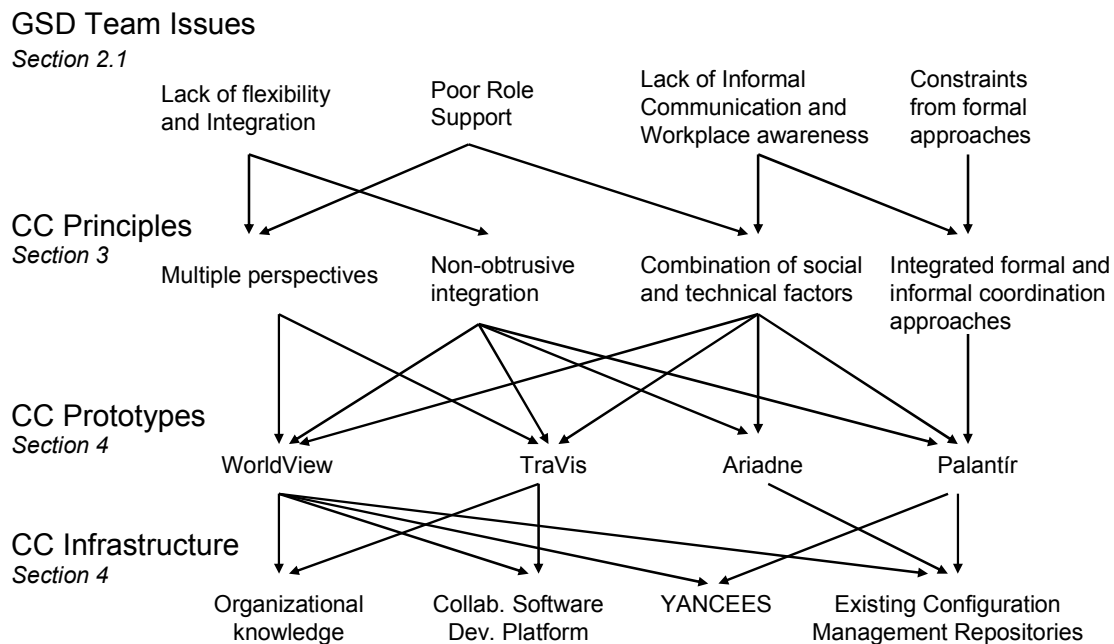 GSD Team Issues
Section 2.1
Lack of flexibility
and Integration
Poor Role
Support
Lack of Informal
Communication and
Workplace awareness
Constraints
from formal
approaches
CC Principles
Section 3
Multiple perspectives
Non-obtrusive
integration
Combination of social
and technical factors
Integrated formal and
informal coordination
approaches
CC Prototypes
Section 4
WorldView
TraVis
Ariadne
Palantír
CC Infrastructure
Section 4
Organizational
knowledge
Collab. Software
Dev. Platform
YANCEES
Existing Configuration
Management Repositories